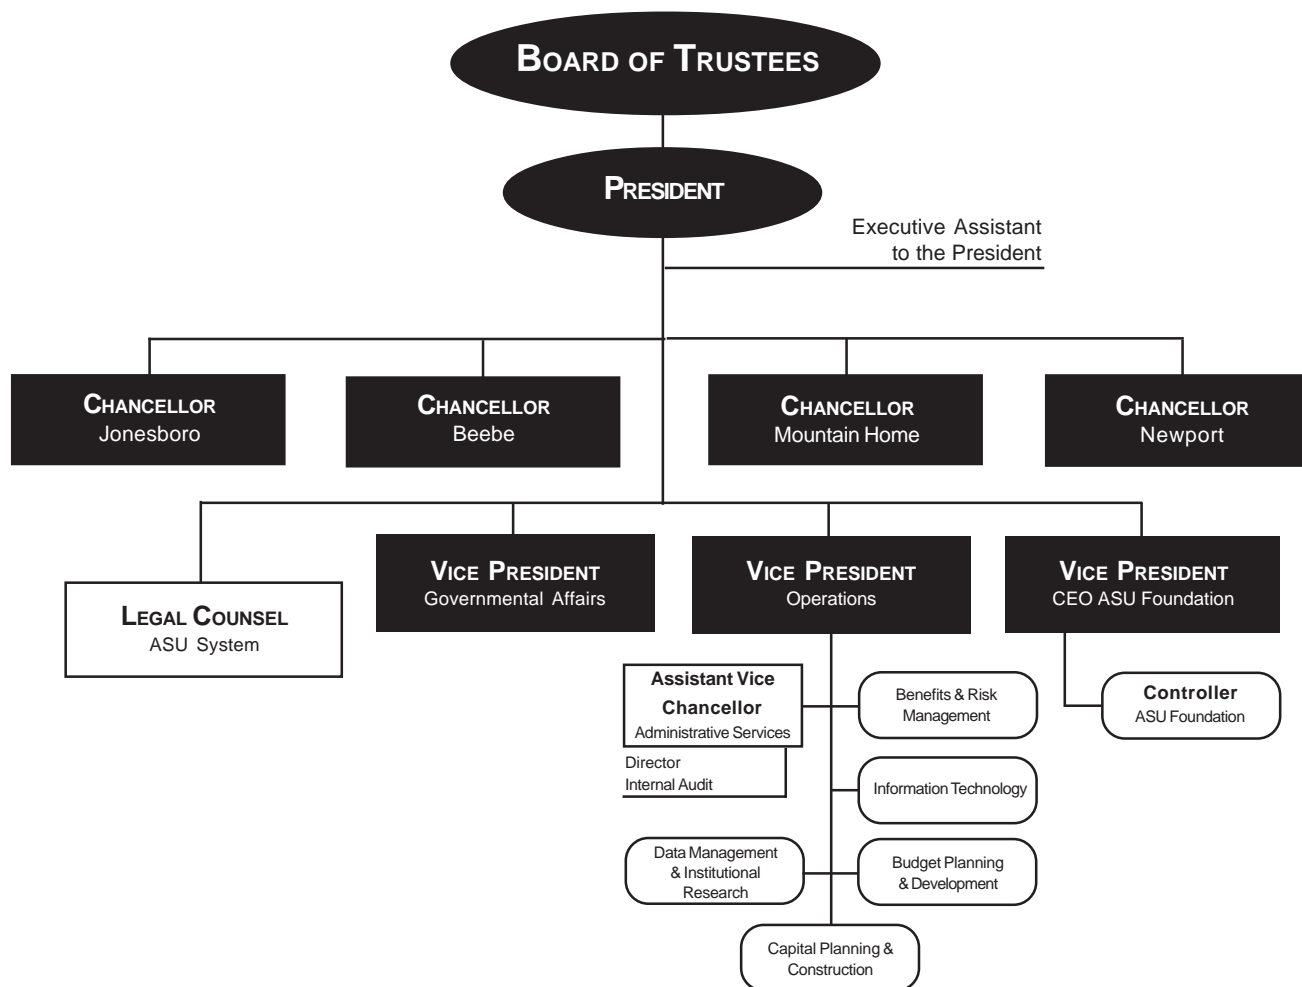 BOARD OF TRUSTEES
PRESIDENT
Executive Assistant
to the President
CHANCELLOR
Jonesboro
CHANCELLOR
Beebe
CHANCELLOR
Mountain Home
CHANCELLOR
Newport
LEGAL COUNSEL
ASU System
VICE PRESIDENT
Governmental Affairs
VICE PRESIDENT
Operations
VICE PRESIDENT
CEO ASU Foundation
Assistant Vice
Chancellor
Administrative Services
Director
Internal Audit
Benefits & Risk
Management
Controller
ASU Foundation
Information Technology
Data Management
& Institutional
Research
Budget Planning
& Development
Capital Planning &
Construction